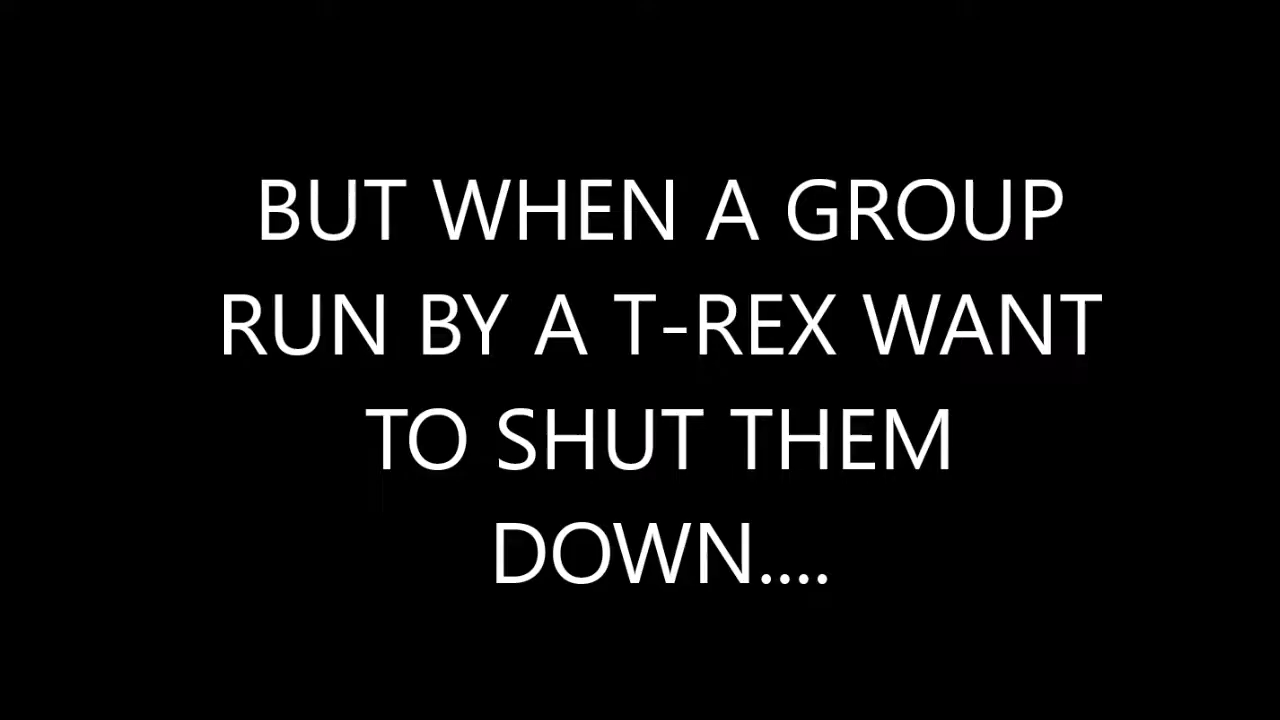 BUT WHEN A GROUP
RUN BY A T-REX WANT
TO SHUT THEM
DOWN....